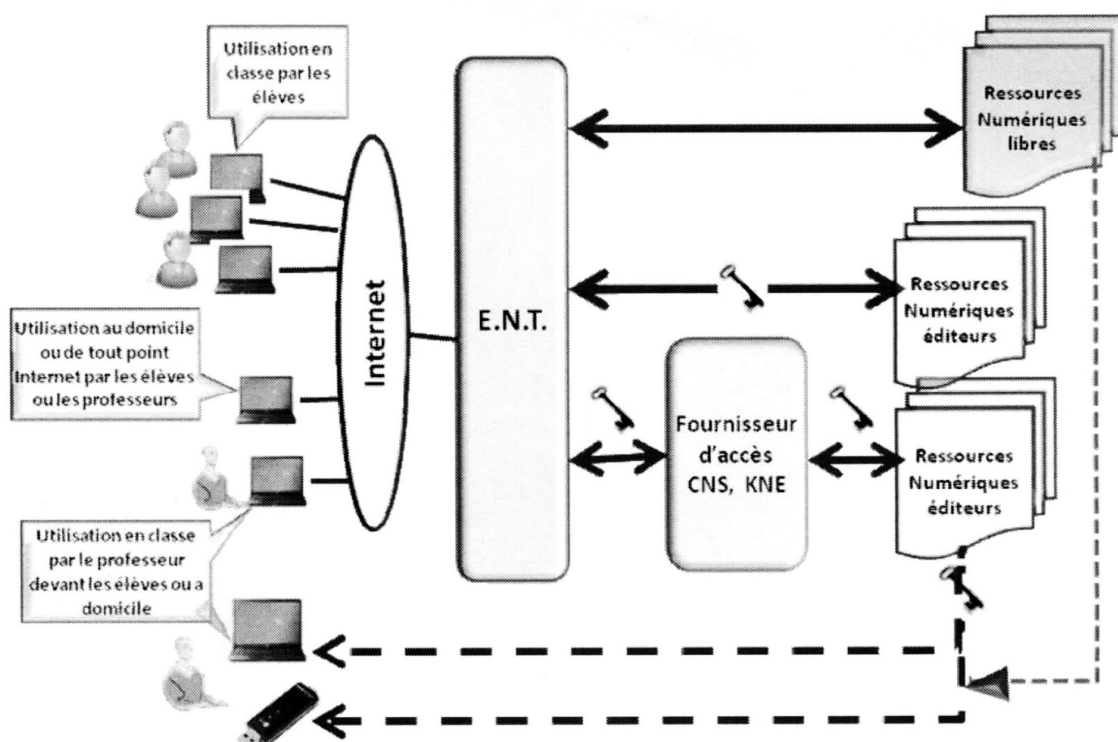 Utilisation en
classe par les
élèves
Utilisation au domicile
ou de tout point
Internet par les élèves
ou les professeurs
Utilisation en classe
par le professeur
devant les élèves ou a
domicile
Internet
E.N.T.
Fournisseur
d'accès
CNS, KNE
Ressources
Numériques
libres
Ressources
Numériques
éditeurs
Ressources
Numériques
éditeurs